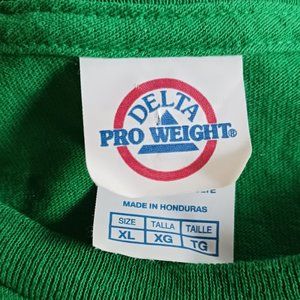 DELTA
PRO WEIGHT®
MADE IN HONDURAS
SIZE TALLA TAILLE
XL XG TG